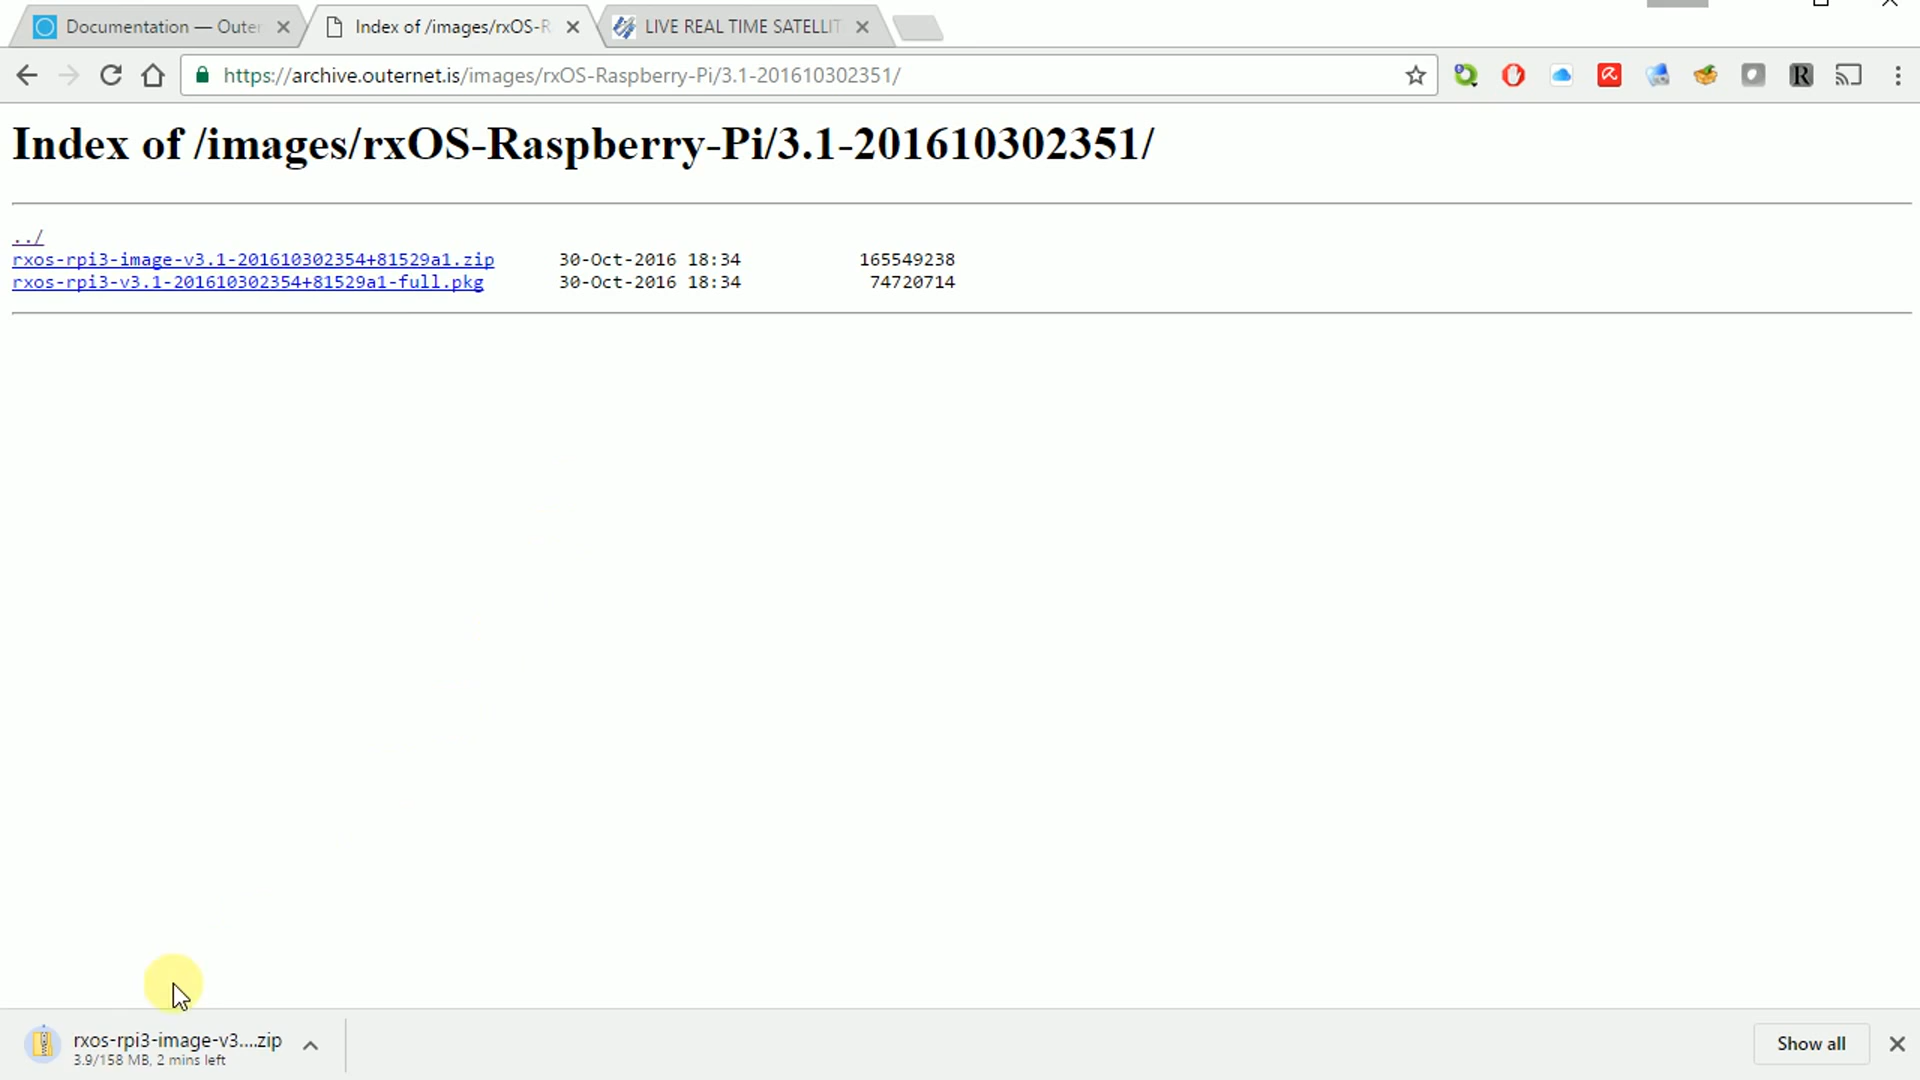 Documentation — Outer
Index of /images/rxOS-R
LIVE REAL TIME SATELLIT
https://archive.outernet.is/images/rxOS-Raspberry-Pi/3.1-201610302351/
Index of /images/rxOS-Raspberry-Pi/3.1-201610302351/
../
rxos-rpi3-image-v3.1-201610302354+81529a1.zip 30-Oct-2016 18:34 165549238
rxos-rpi3-v3.1-201610302354+81529a1-full.pkg 30-Oct-2016 18:34 74720714
rxos-rpi3-image-v3....zip
3.9/158 MB, 2 mins left
Show all